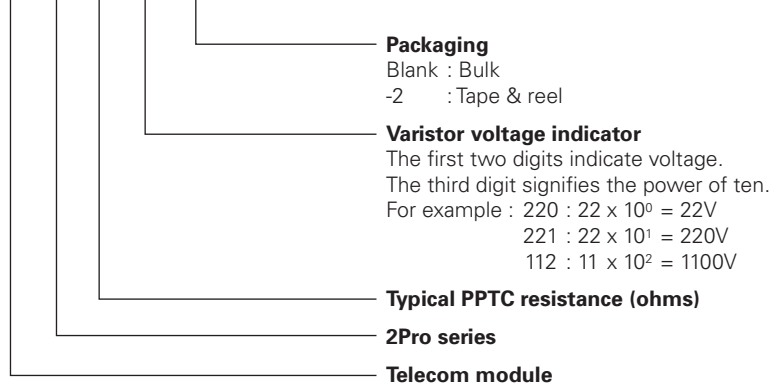 Packaging
Blank : Bulk
-2 : Tape & reel
Varistor voltage indicator
The first two digits indicate voltage.
The third digit signifies the power of ten.
For example : 220 : 22 x 10⁰ = 22V
221 : 22 x 10¹ = 220V
112 : 11 x 10² = 1100V
Typical PPTC resistance (ohms)
2Pro series
Telecom module